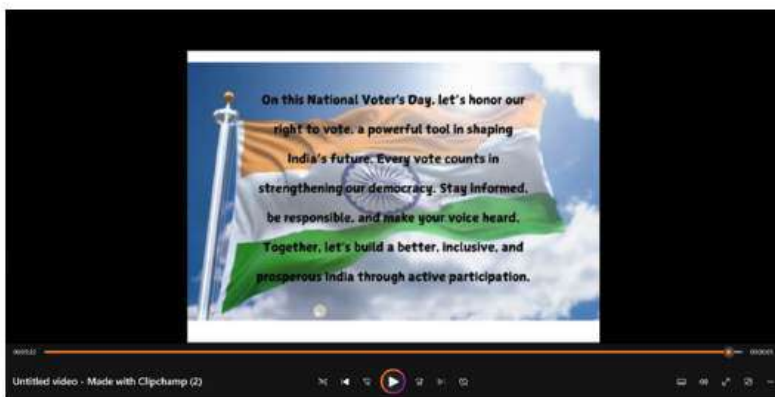 On this National Voter's Day, let's honor our
right to vote, a powerful tool in shaping
India's future. Every vote counts in
strengthening our democracy. Stay informed,
be responsible, and make your voice heard.
Together, let's build a better, inclusive, and
prosperous India through active participation.
Untitled video - Made with Clipchamp (2)